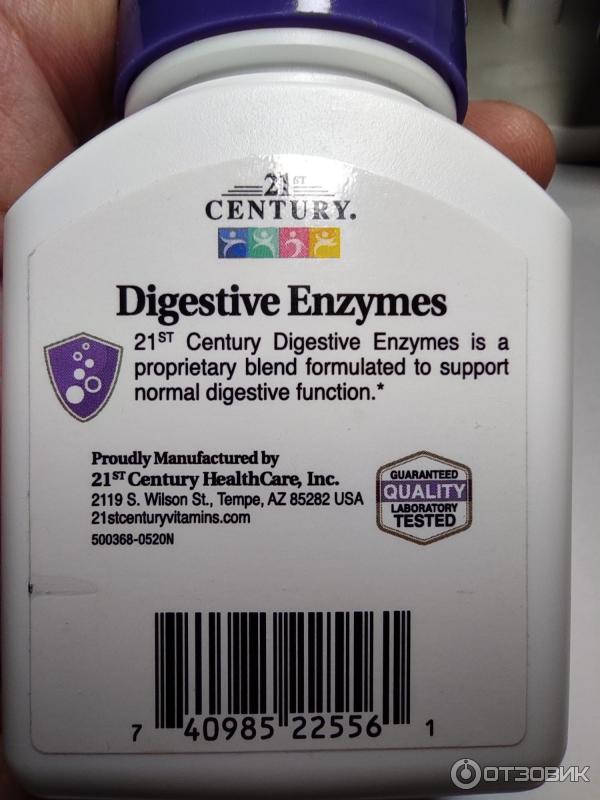 21ST
CENTURY®
Digestive Enzymes
21ST Century Digestive Enzymes is a
proprietary blend formulated to support
normal digestive function.*
Proudly Manufactured by
21ST Century HealthCare, Inc.
2119 S. Wilson St., Tempe, AZ 85282 USA
21stcenturyvitamins.com
500368-0520N
GUARANTEED
QUALITY
LABORATORY
TESTED
7 40985 22556 1
ОТЗОВИК